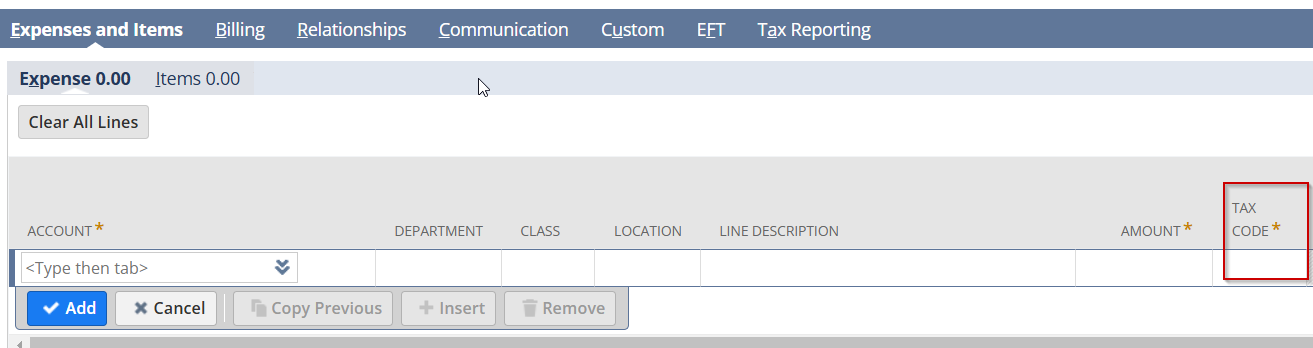 Expenses and Items Billing Relationships Communication Custom EFT Tax Reporting
Expense 0.00 Items 0.00
Clear All Lines
ACCOUNT* DEPARTMENT CLASS LOCATION LINE DESCRIPTION AMOUNT* TAX CODE*
<Type then tab>
Add Cancel Copy Previous Insert Remove